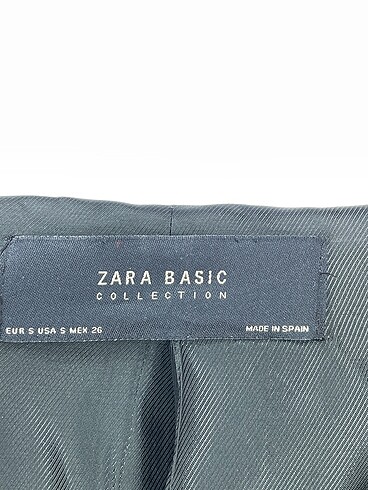 ZARA BASIC
COLLECTION
EUR S USA S MEX 26
MADE IN SPAIN